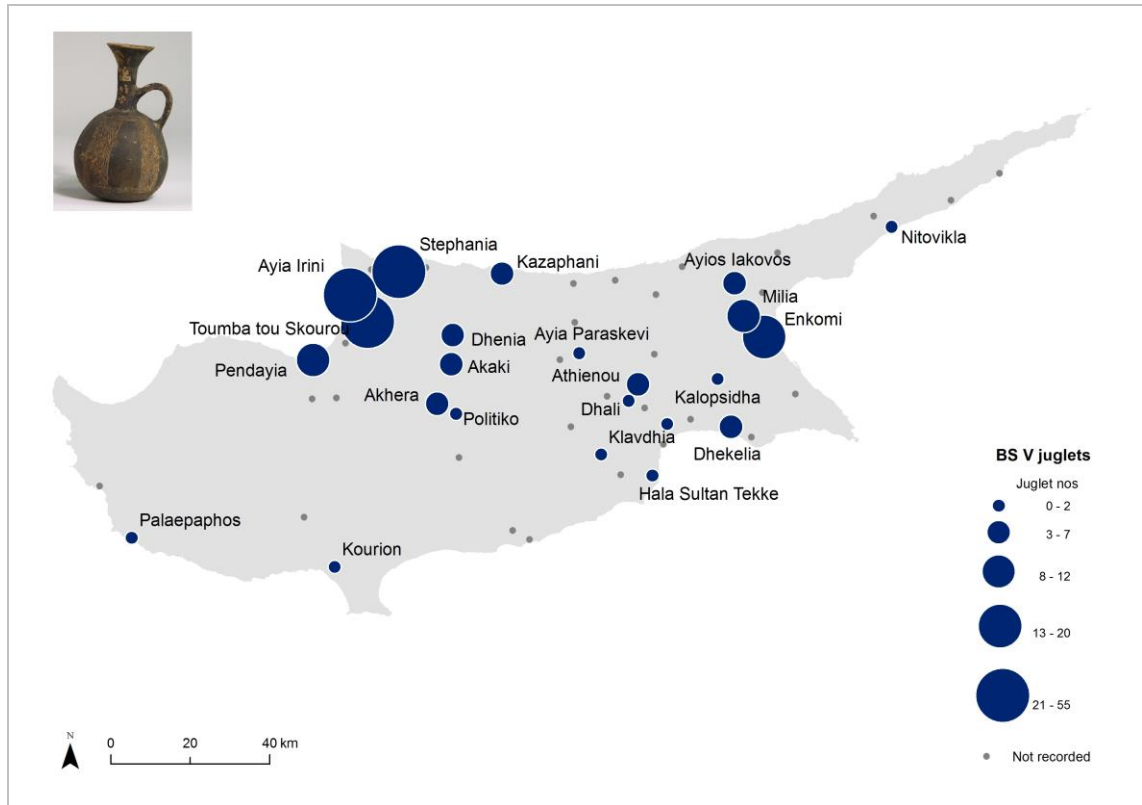 Stephania
Kazaphani
Ayia Irini
Nitovikla
Ayios Iakovos
Milia
Enkomi
Toumba tou Skourou
Dhenia
Ayia Paraskevi
Pendayia
Akaki
Athienou
Kalopsidha
Akhera
Dhali
Politiko
Klavdhia
Dhekelia
Hala Sultan Tekke
Palaepaphos
Kourion
BS V juglets
Juglet nos
0 - 2
3 - 7
8 - 12
13 - 20
21 - 55
Not recorded
N
0 20 40 km